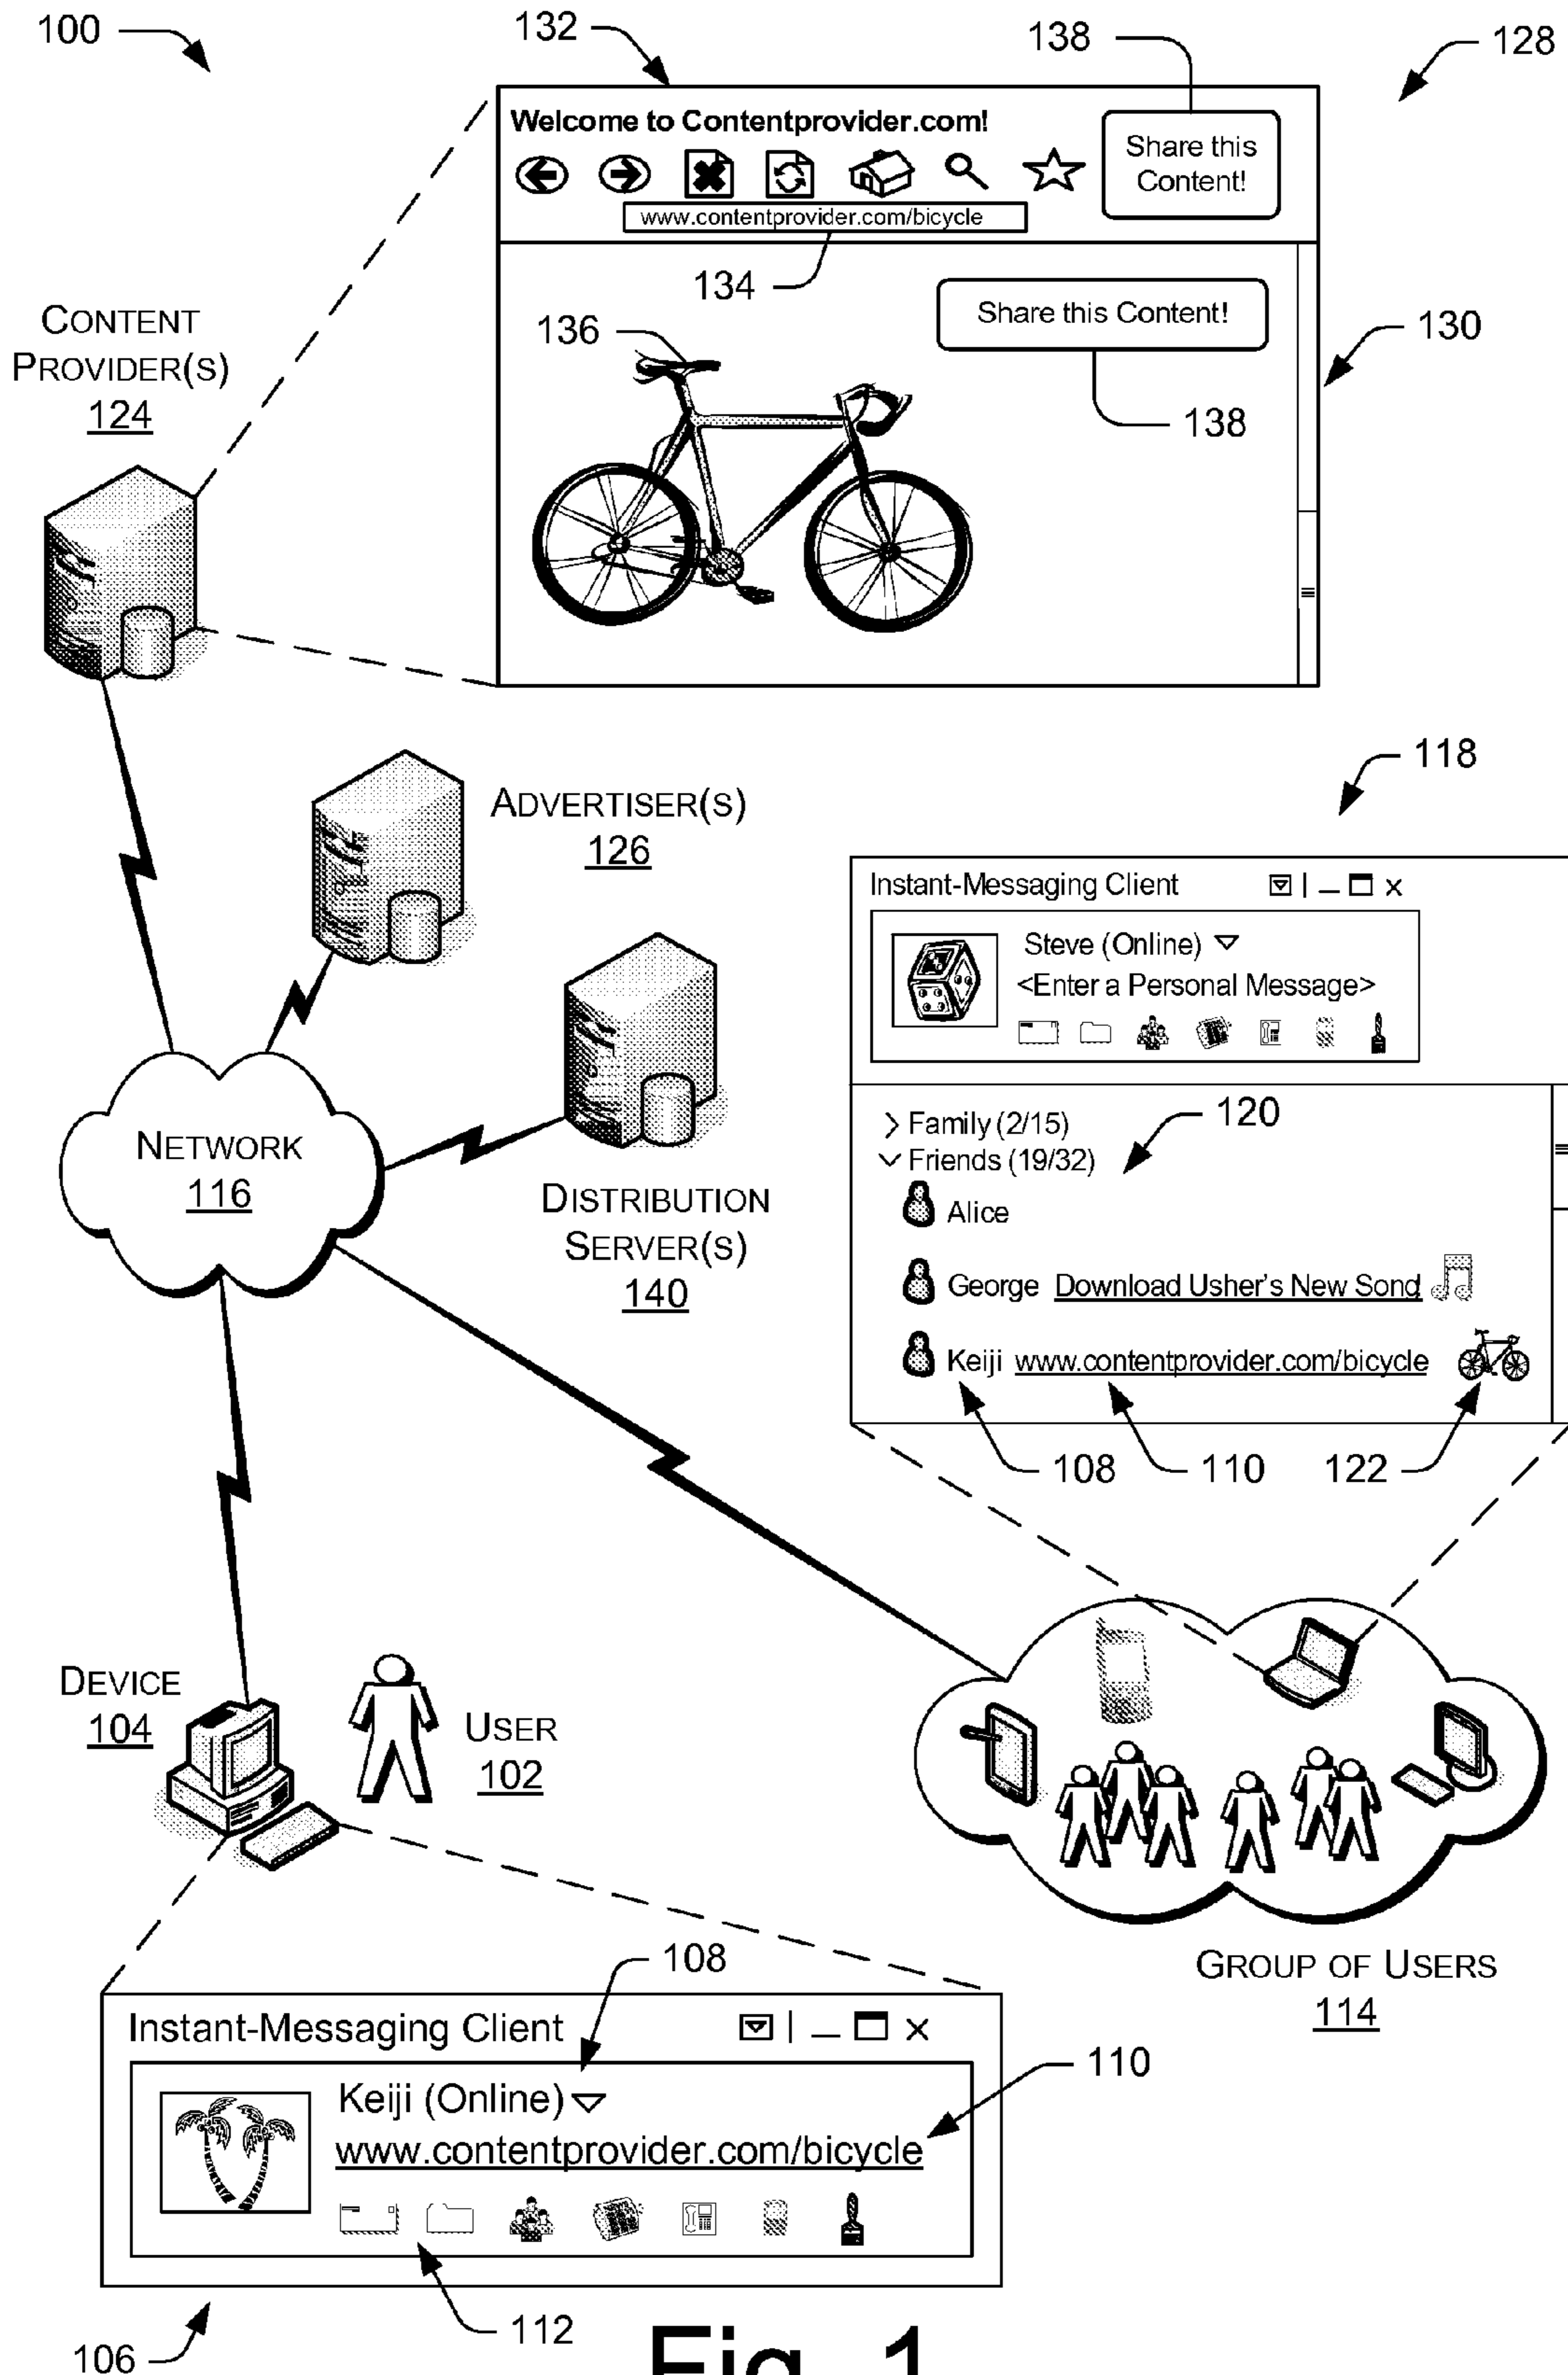 100
132
138
128
Welcome to Contentprovider.com!
Share this
Content!
www.contentprovider.com/bicycle
134
Share this Content!
136
130
138
CONTENT
PROVIDER(S)
124
118
ADVERTISER(S)
126
Instant-Messaging Client
Steve (Online)
<Enter a Personal Message>
120
Family (2/15)
Friends (19/32)
Alice
George Download Usher's New Song
Keiji www.contentprovider.com/bicycle
108
110
122
NETWORK
116
DISTRIBUTION
SERVER(S)
140
DEVICE
104
USER
102
GROUP OF USERS
114
108
Instant-Messaging Client
110
Keiji (Online)
www.contentprovider.com/bicycle
112
106
Fig. 1